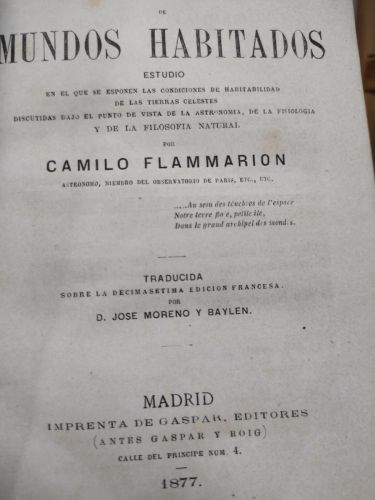 DE
MUNDOS HABITADOS
ESTUDIO
EN EL QUE SE ESPONEN LAS CONDICIONES DE HABITABILIDAD
DE LAS TIERRAS CELESTES
DISCUTIDAS BAJO EL PUNTO DE VISTA DE LA ASTRONOMIA, DE LA FISIOLOGIA
Y DE LA FILOSOFIA NATURAL
POR
CAMILO FLAMMARION
ASTRONOMO, MIEMBRO DEL OBSERVATORIO DE PARIS, ETC., ETC.
.....Au sein des ténèbres de l'espace
Notre terre flo e, petite ile,
Dans le grand archipel des mondes.
TRADUCIDA
SOBRE LA DECIMASETIMA EDICION FRANCESA.
POR
D. JOSE MORENO Y BAYLEN.
MADRID
IMPRENTA DE GASPAR, EDITORES
(ANTES GASPAR Y ROIG)
CALLE DEL PRINCIPE NUM. 4.
1877.